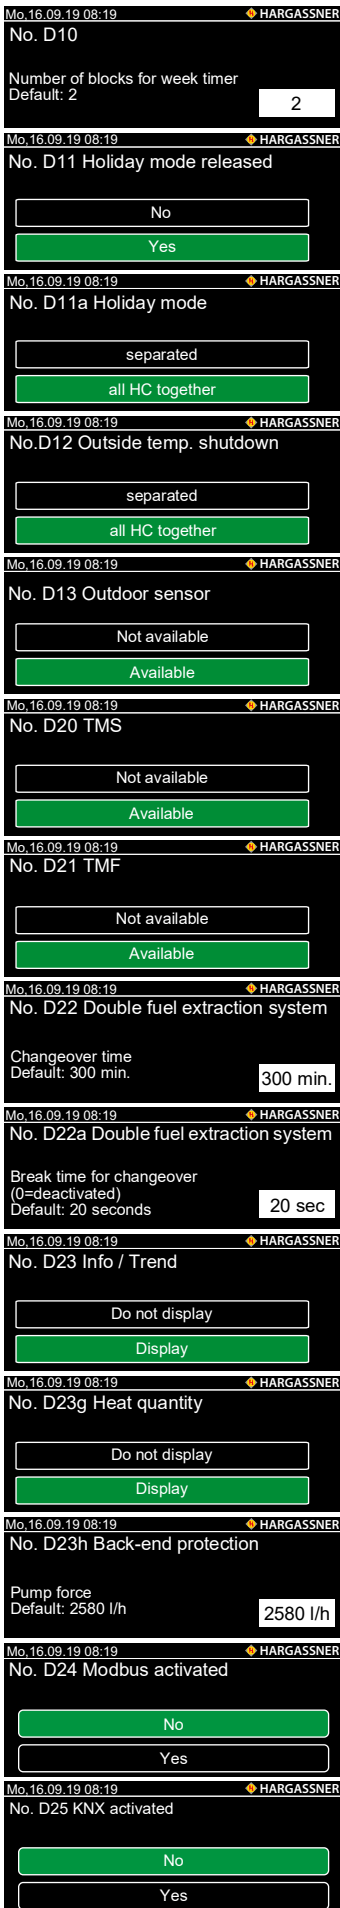 Mo,16.09.19 08:19 HARGASSNER
No. D10
Number of blocks for week timer
Default: 2
2
Mo,16.09.19 08:19 HARGASSNER
No. D11 Holiday mode released
No
Yes
Mo,16.09.19 08:19 HARGASSNER
No. D11a Holiday mode
separated
all HC together
Mo,16.09.19 08:19 HARGASSNER
No.D12 Outside temp. shutdown
separated
all HC together
Mo,16.09.19 08:19 HARGASSNER
No. D13 Outdoor sensor
Not available
Available
Mo,16.09.19 08:19 HARGASSNER
No. D20 TMS
Not available
Available
Mo,16.09.19 08:19 HARGASSNER
No. D21 TMF
Not available
Available
Mo,16.09.19 08:19 HARGASSNER
No. D22 Double fuel extraction system
Changeover time
Default: 300 min.
300 min.
Mo,16.09.19 08:19 HARGASSNER
No. D22a Double fuel extraction system
Break time for changeover
(0=deactivated)
Default: 20 seconds
20 sec
Mo,16.09.19 08:19 HARGASSNER
No. D23 Info / Trend
Do not display
Display
Mo,16.09.19 08:19 HARGASSNER
No. D23g Heat quantity
Do not display
Display
Mo,16.09.19 08:19 HARGASSNER
No. D23h Back-end protection
Pump force
Default: 2580 l/h
2580 l/h
Mo,16.09.19 08:19 HARGASSNER
No. D24 Modbus activated
No
Yes
Mo,16.09.19 08:19 HARGASSNER
No. D25 KNX activated
No
Yes